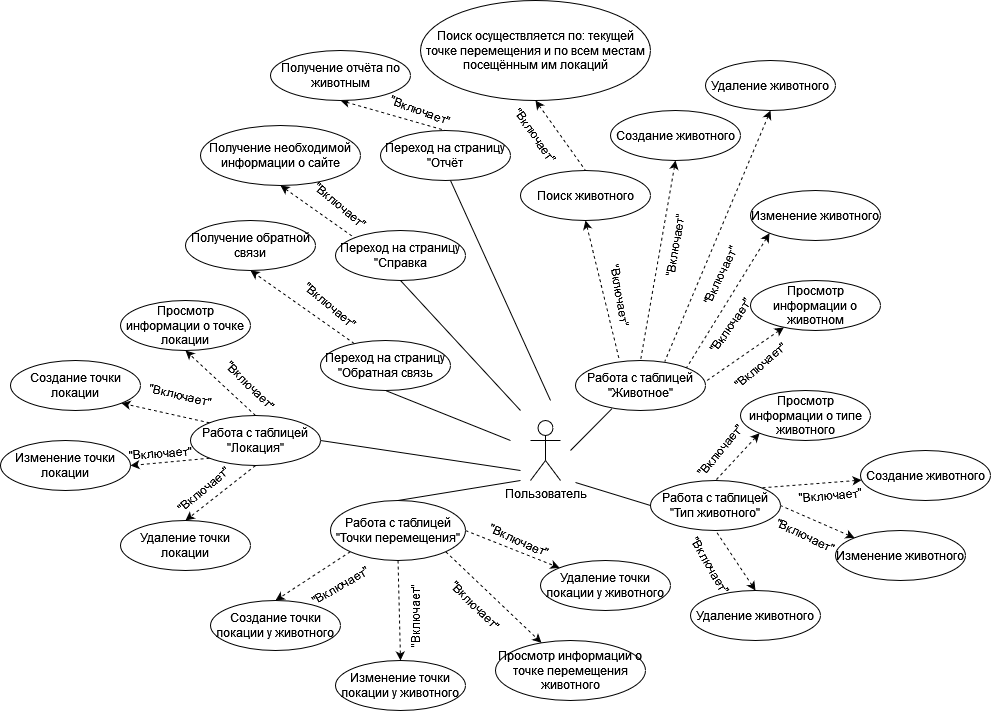 Поиск осуществляется по: текущей
точке перемещения и по всем местам
посещённым им локаций
Получение отчёта по
животным
"Включает"
Удаление животного
"Включает"
Создание животного
Получение необходимой
информации о сайте
Переход на страницу
"Отчёт
"Включает"
Поиск животного
Изменение животного
Получение обратной
связи
Переход на страницу
"Справка
"Включает"
"Включает"
"Включает"
"Включает"
"Включает"
Просмотр
информации о
животном
Просмотр
информации о точке
локации
"Включает"
Переход на страницу
"Обратная связь
"Включает"
Создание точки
локации
"Включает"
"Включает"
Работа с таблицей
"Животное"
Просмотр
информации о типе
животного
Работа с таблицей
"Локация"
"Включает"
Изменение точки
локации
"Включает"
"Включает"
Пользователь
Работа с таблицей
"Тип животного"
Создание животного
"Включает"
Удаление точки
локации
Работа с таблицей
"Точки перемещения"
"Включает"
"Включает"
Изменение животного
"Включает"
Удаление точки
локации у животного
"Включает"
"Включает"
"Включает"
Удаление животного
Создание точки
локации у животного
Изменение точки
локации у животного
Просмотр информации о
точке перемещения
животного